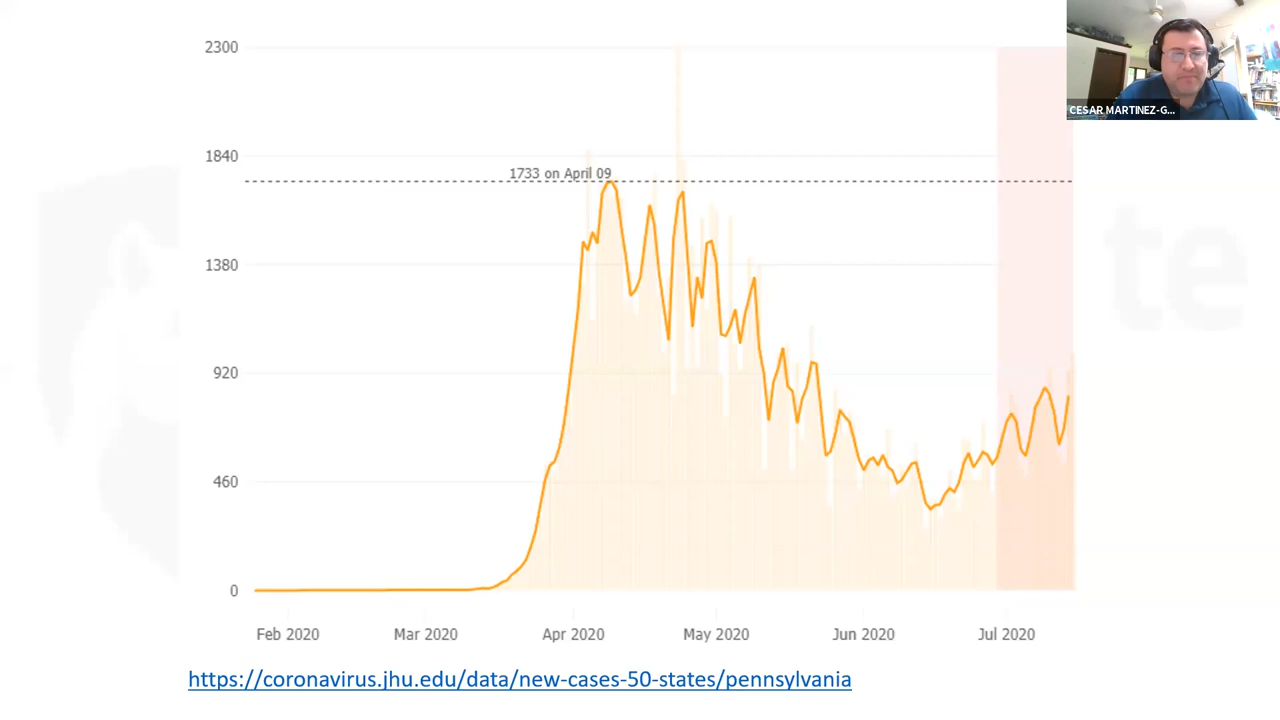 2300
CESAR MARTINEZ-G...
1840
1733 on April 09
te
1380
920
460
0
Feb 2020 Mar 2020 Apr 2020 May 2020 Jun 2020 Jul 2020
https://coronavirus.jhu.edu/data/new-cases-50-states/pennsylvania